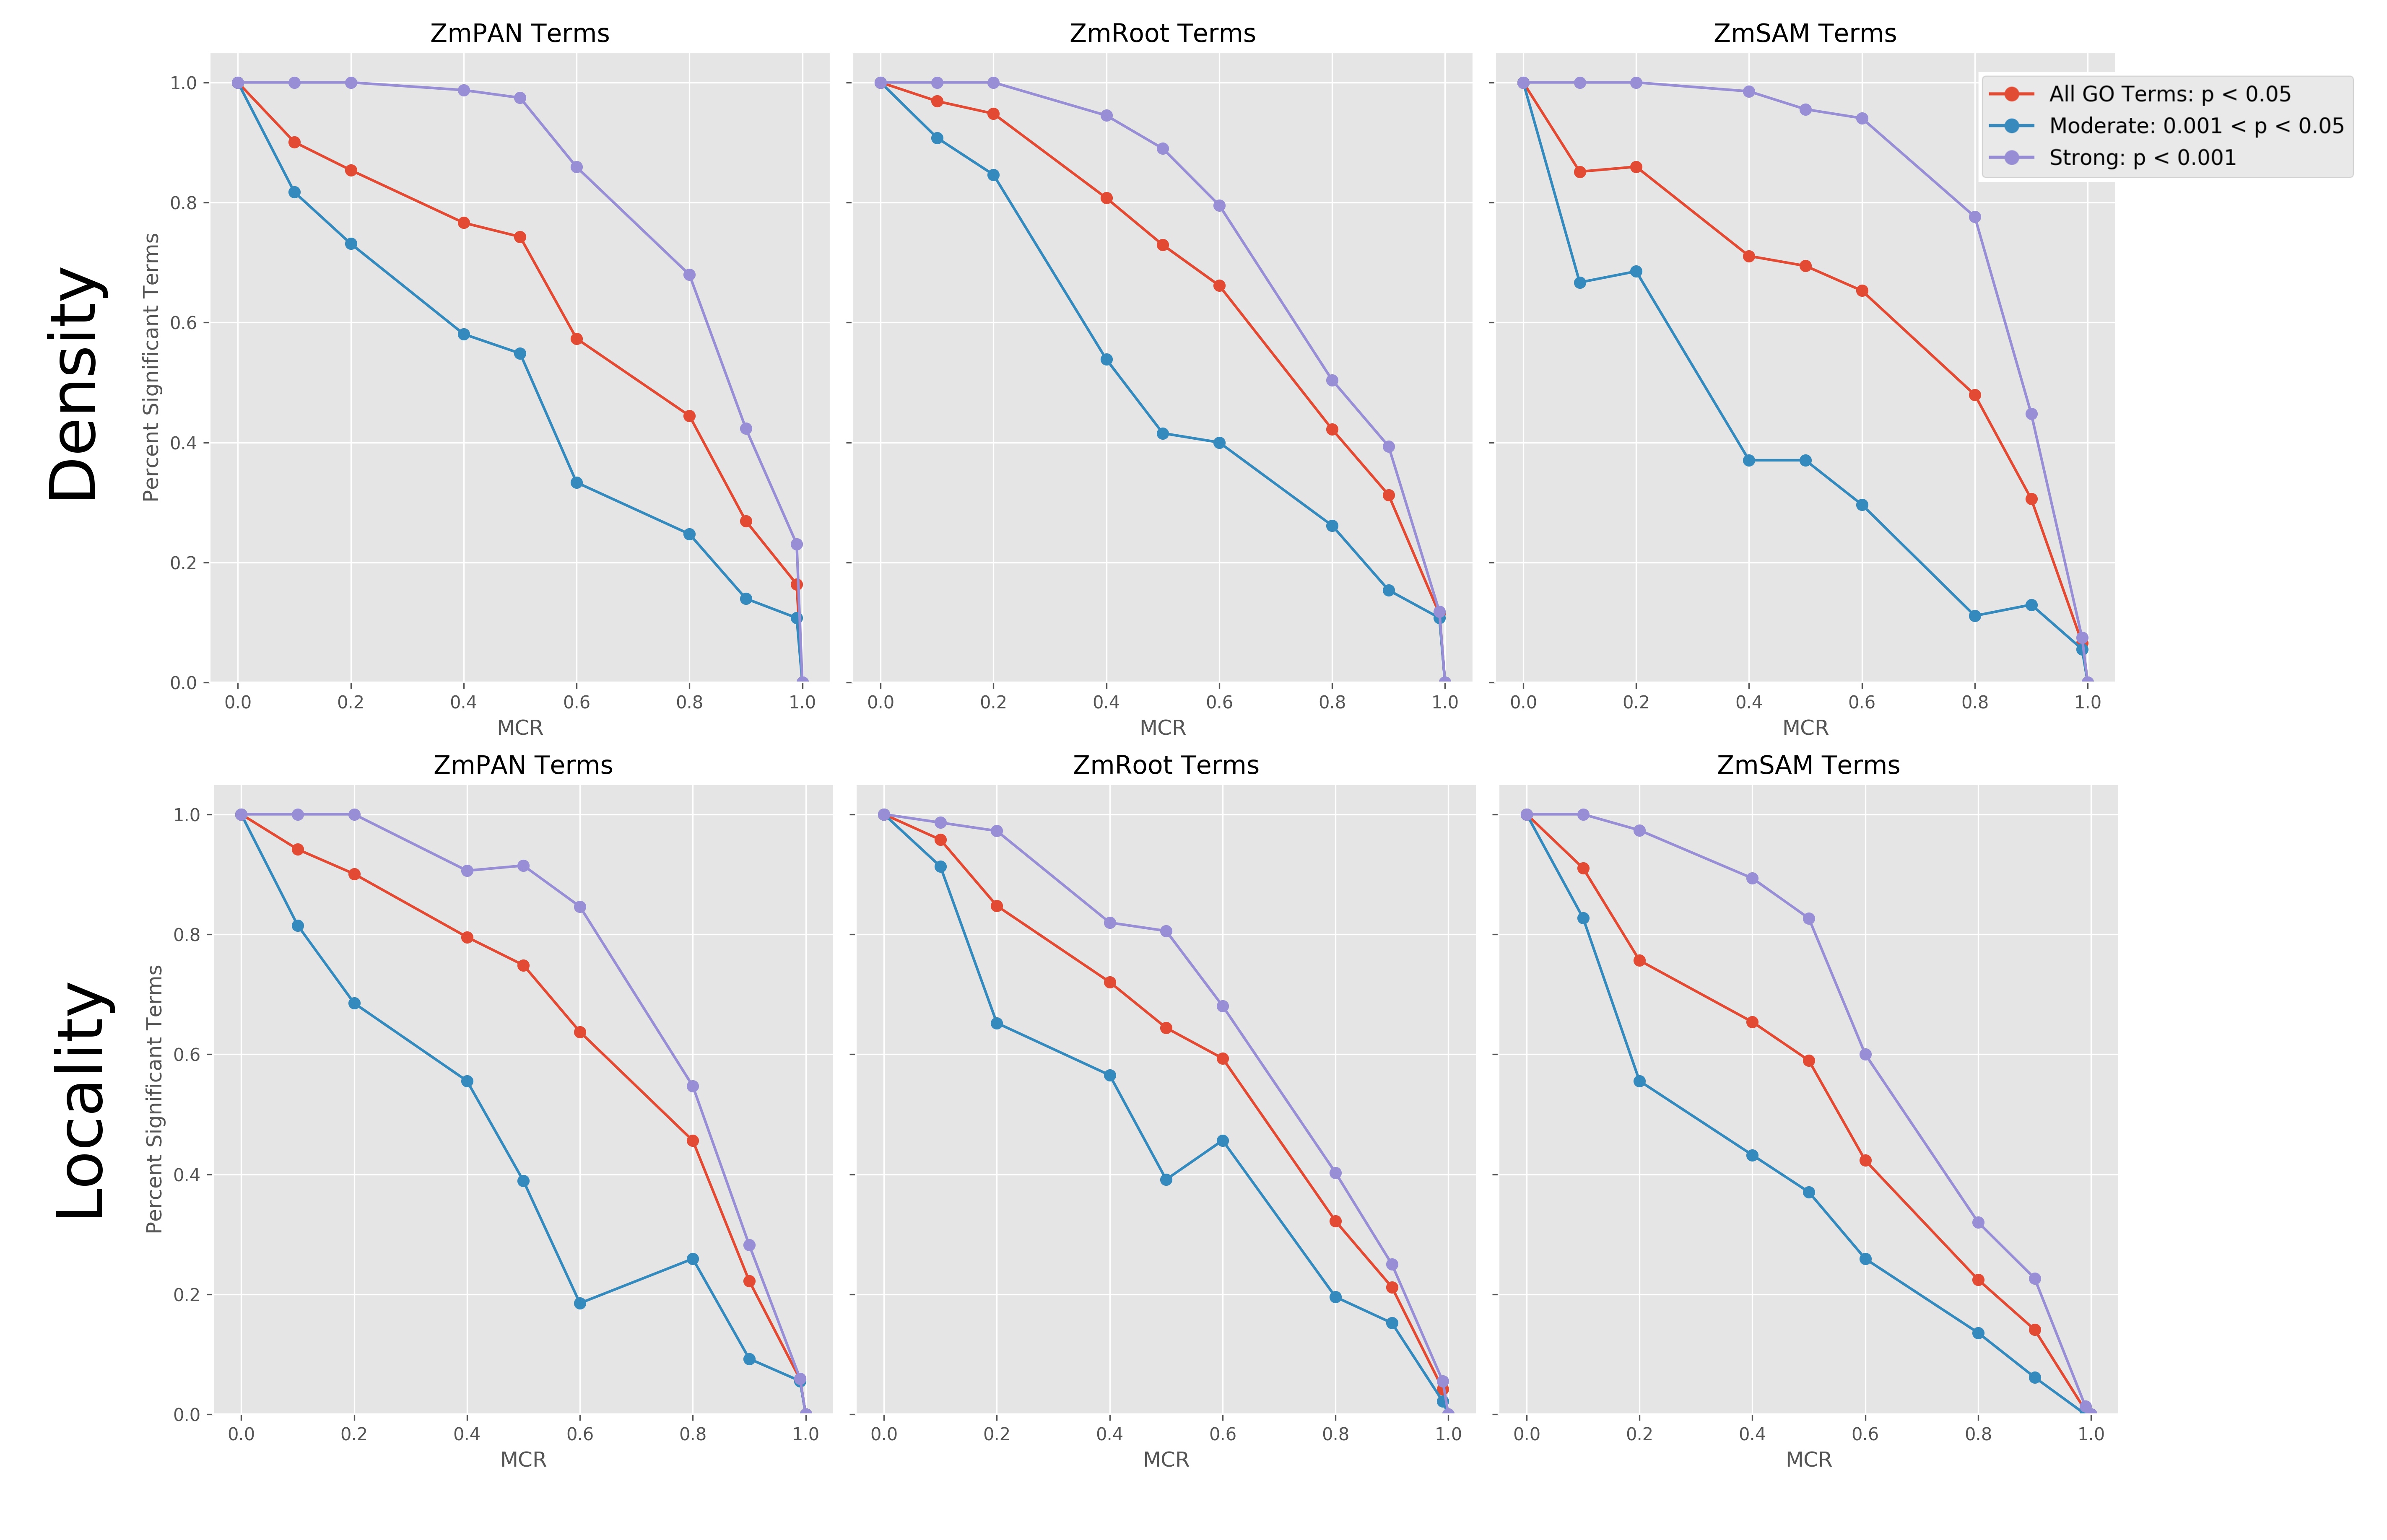 ZmPAN Terms
ZmRoot Terms
ZmSAM Terms
Density
Percent Significant Terms
1.0
0.8
0.6
0.4
0.2
0.0
All GO Terms: p < 0.05
Moderate: 0.001 < p < 0.05
Strong: p < 0.001
0.0 0.2 0.4 0.6 0.8 1.0
0.0 0.2 0.4 0.6 0.8 1.0
0.0 0.2 0.4 0.6 0.8 1.0
MCR
MCR
MCR
ZmPAN Terms
ZmRoot Terms
ZmSAM Terms
Locality
Percent Significant Terms
1.0
0.8
0.6
0.4
0.2
0.0
0.0 0.2 0.4 0.6 0.8 1.0
0.0 0.2 0.4 0.6 0.8 1.0
0.0 0.2 0.4 0.6 0.8 1.0
MCR
MCR
MCR